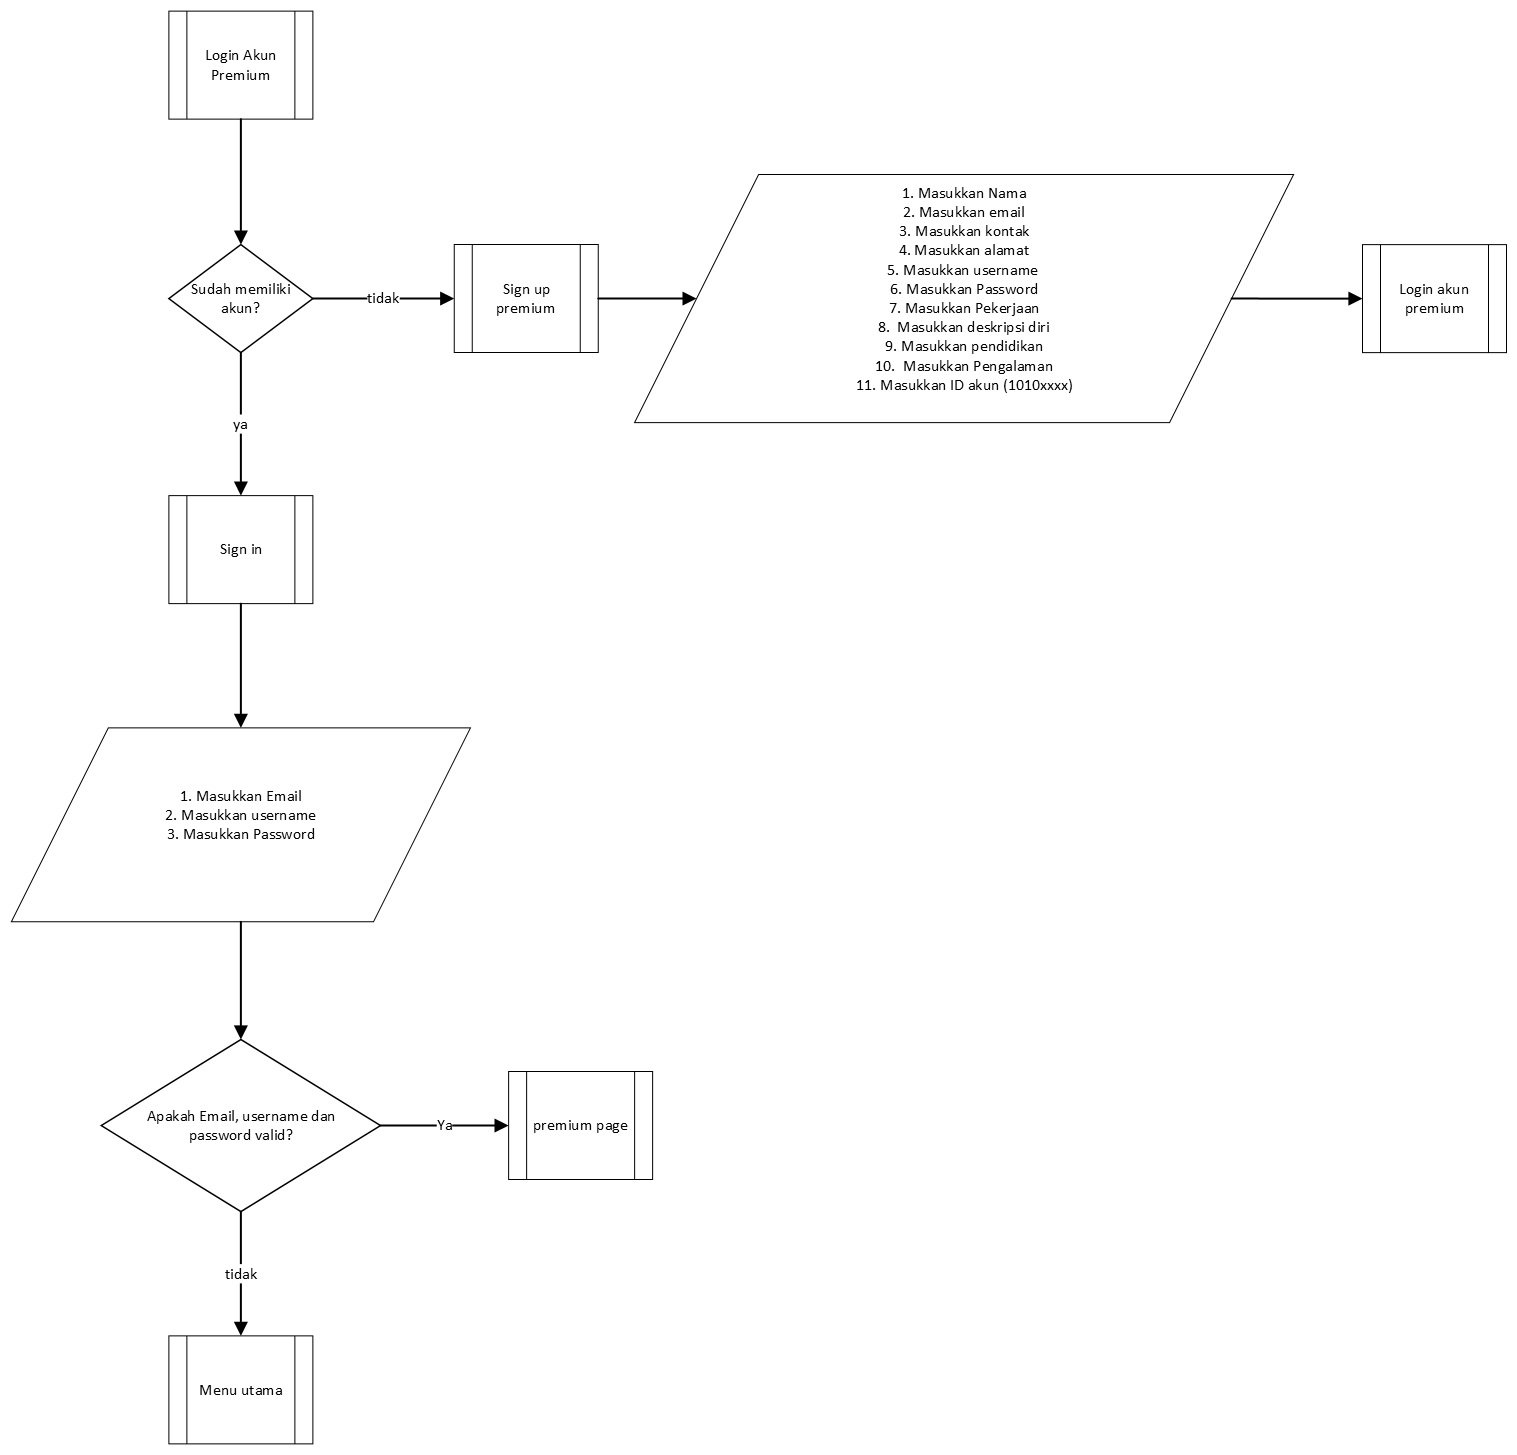 Login Akun
Premium
Sudah memiliki
akun?
tidak
Sign up
premium
1. Masukkan Nama
2. Masukkan email
3. Masukkan kontak
4. Masukkan alamat
5. Masukkan username
6. Masukkan Password
7. Masukkan Pekerjaan
8. Masukkan deskripsi diri
9. Masukkan pendidikan
10. Masukkan Pengalaman
11. Masukkan ID akun (1010xxxx)
Login akun
premium
ya
Sign in
1. Masukkan Email
2. Masukkan username
3. Masukkan Password
Apakah Email, username dan
password valid?
Ya
premium page
tidak
Menu utama